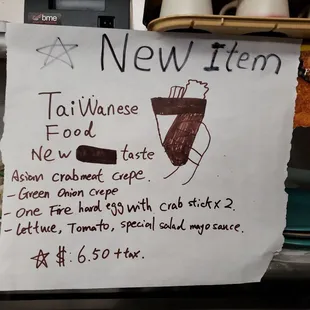 bme
New Item
Taiwanese
Food
New taste
Asian crabmeat crepe.
- Green Onion crepe
- One Fire hard egg with crab stick x 2.
- Lettuce, Tomato, special salad mayo sauce.
$: 6.50 + tax.